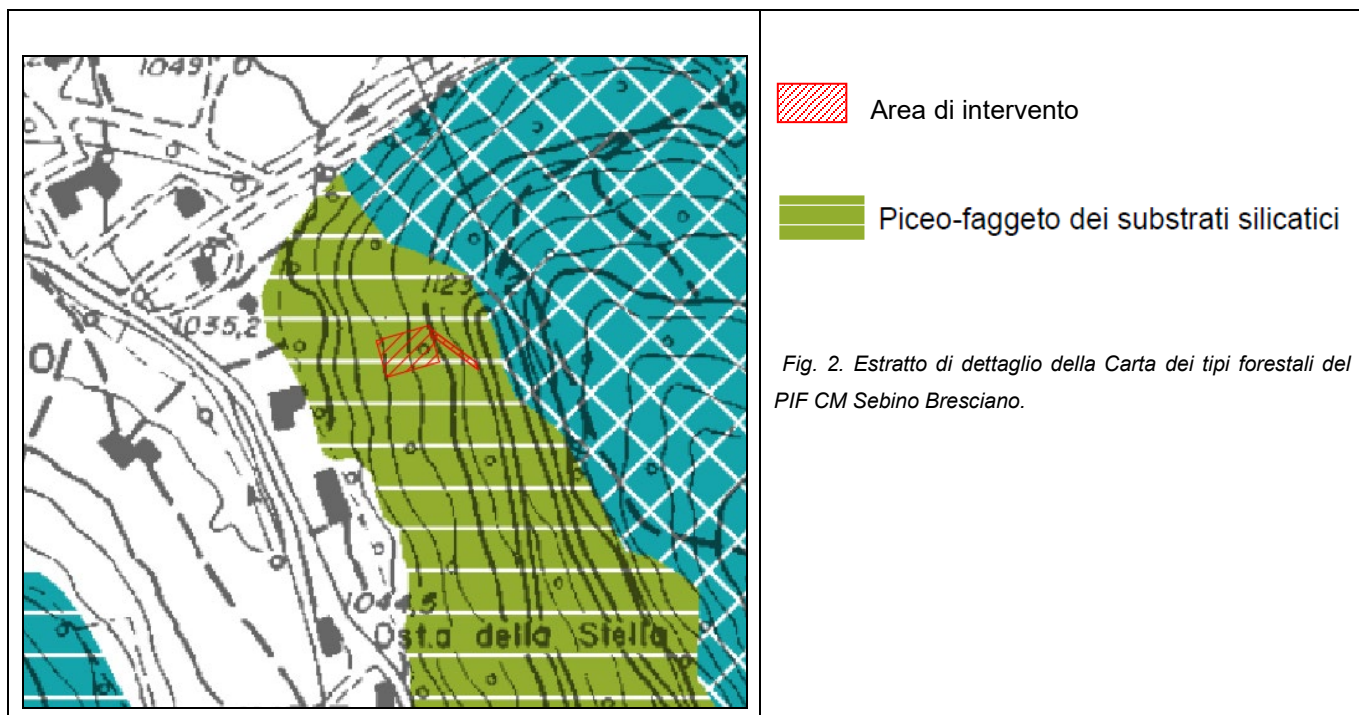 1049
1035,2
1123
1044,5
Ost.a della Stella
Area di intervento
Piceo-faggeto dei substrati silicatici
Fig. 2. Estratto di dettaglio della Carta dei tipi forestali del
PIF CM Sebino Bresciano.